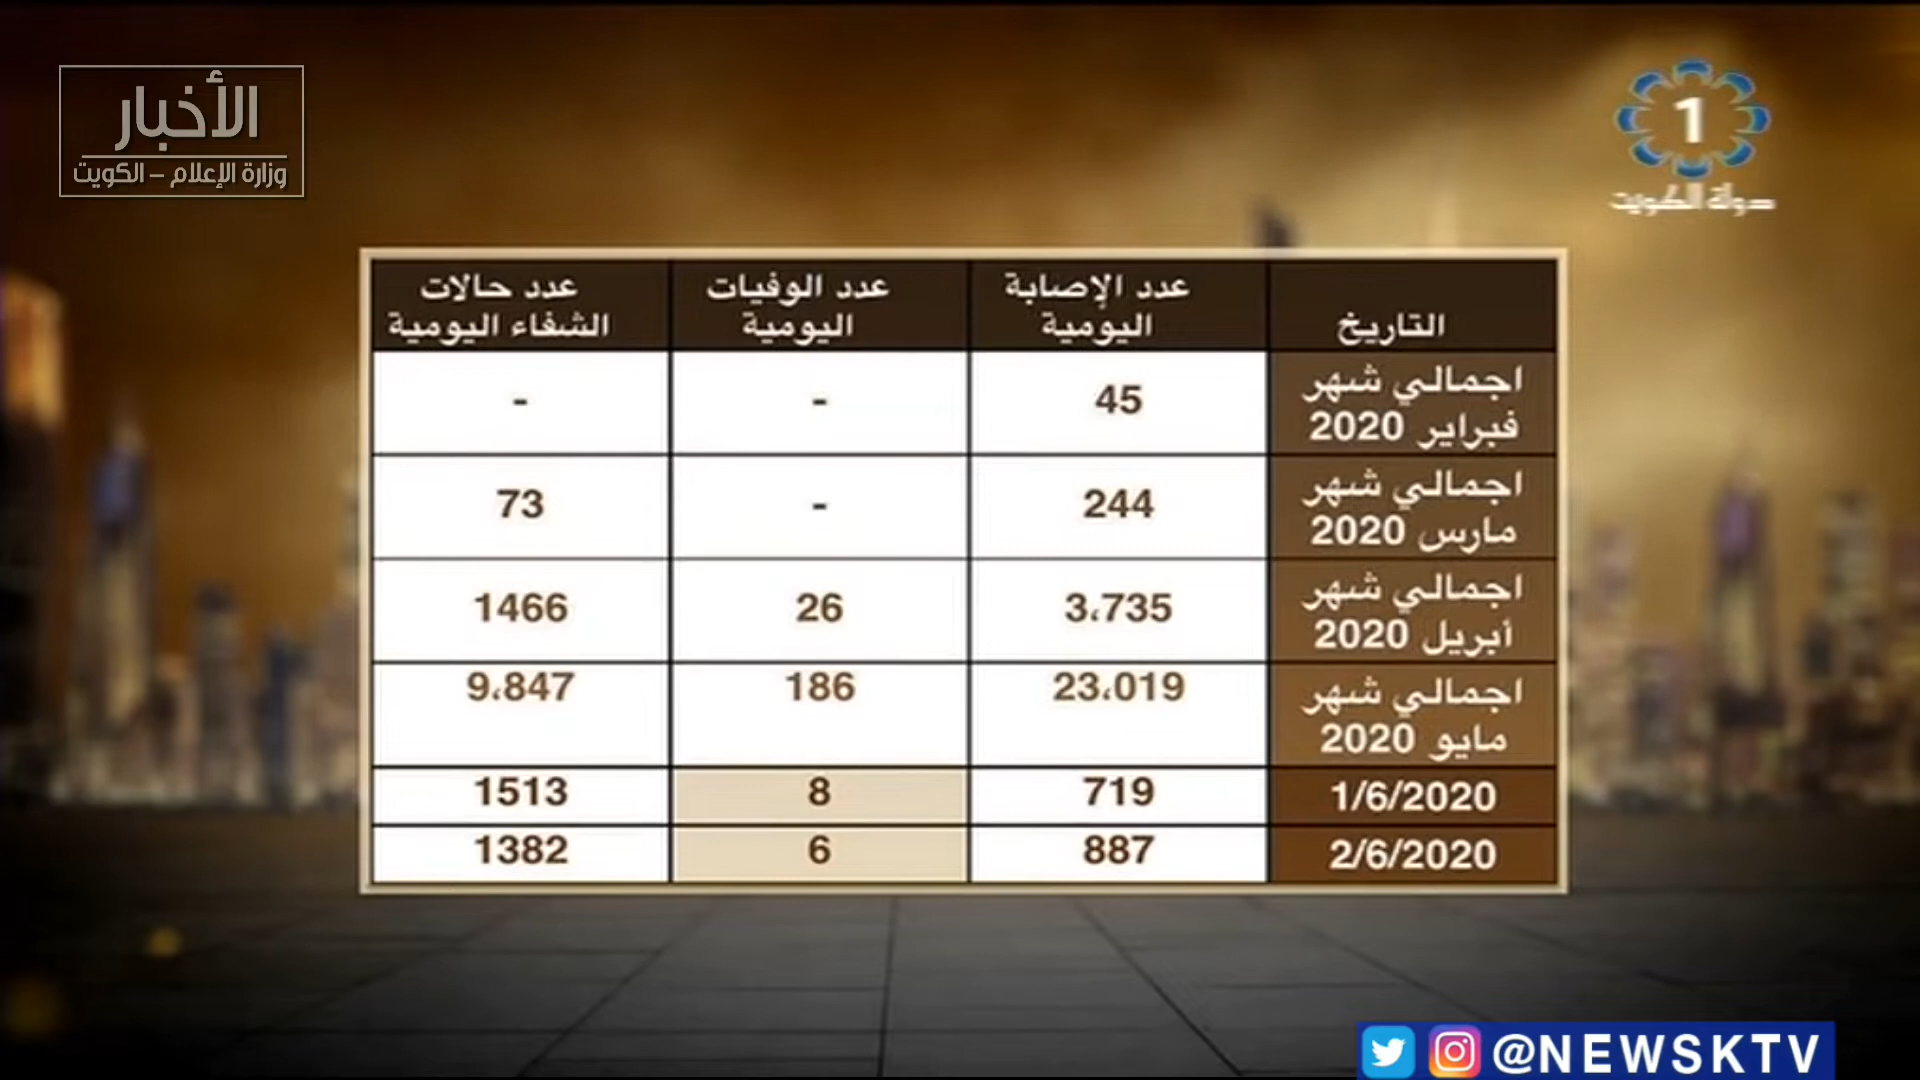 الأخبار
وزارة الإعلام – الكويت
1
دولة الكويت
التاريخ
عدد الإصابة
اليومية
عدد الوفيات
اليومية
عدد حالات
الشفاء اليومية
اجمالي شهر
فبراير 2020
45
-
-
اجمالي شهر
مارس 2020
244
-
73
اجمالي شهر
أبريل 2020
3،735
26
1466
اجمالي شهر
مايو 2020
23،019
186
9،847
1/6/2020
719
8
1513
2/6/2020
887
6
1382
@NEWSKTV